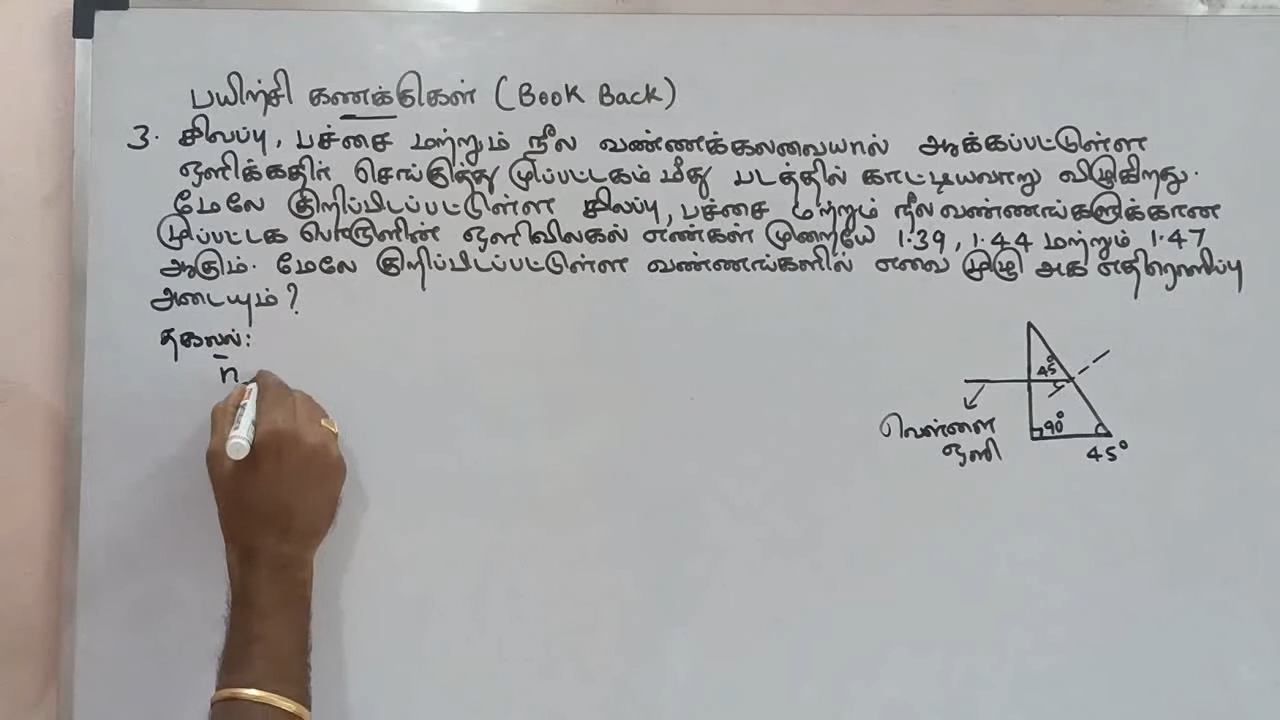 பயிற்சி கணக்குகள் (Book Back)
3. சிவப்பு, பச்சை மற்றும் நீல வண்ணக்கலவையால் ஆக்கப்பட்டுள்ள
ஒளிக்கதிர் செங்குத்து முப்பட்டகம் மீது படத்தில் காட்டியவாறு விழுகிறது.
மேலே குறிப்பிடப்பட்டுள்ள சிவப்பு, பச்சை மற்றும் நீல வண்ணங்களுக்கான
முப்பட்டக பொருளின் ஒளிவிலகல் எண்கள் முறையே 1.39, 1.44 மற்றும் 1.47
ஆகும். மேலே குறிப்பிடப்பட்டுள்ள வண்ணங்களில் எவை முழு அக எதிரொளிப்பு
அடையும்?
தகவல்:
n
45°
வெள்ளை
ஒளி
90°
45°